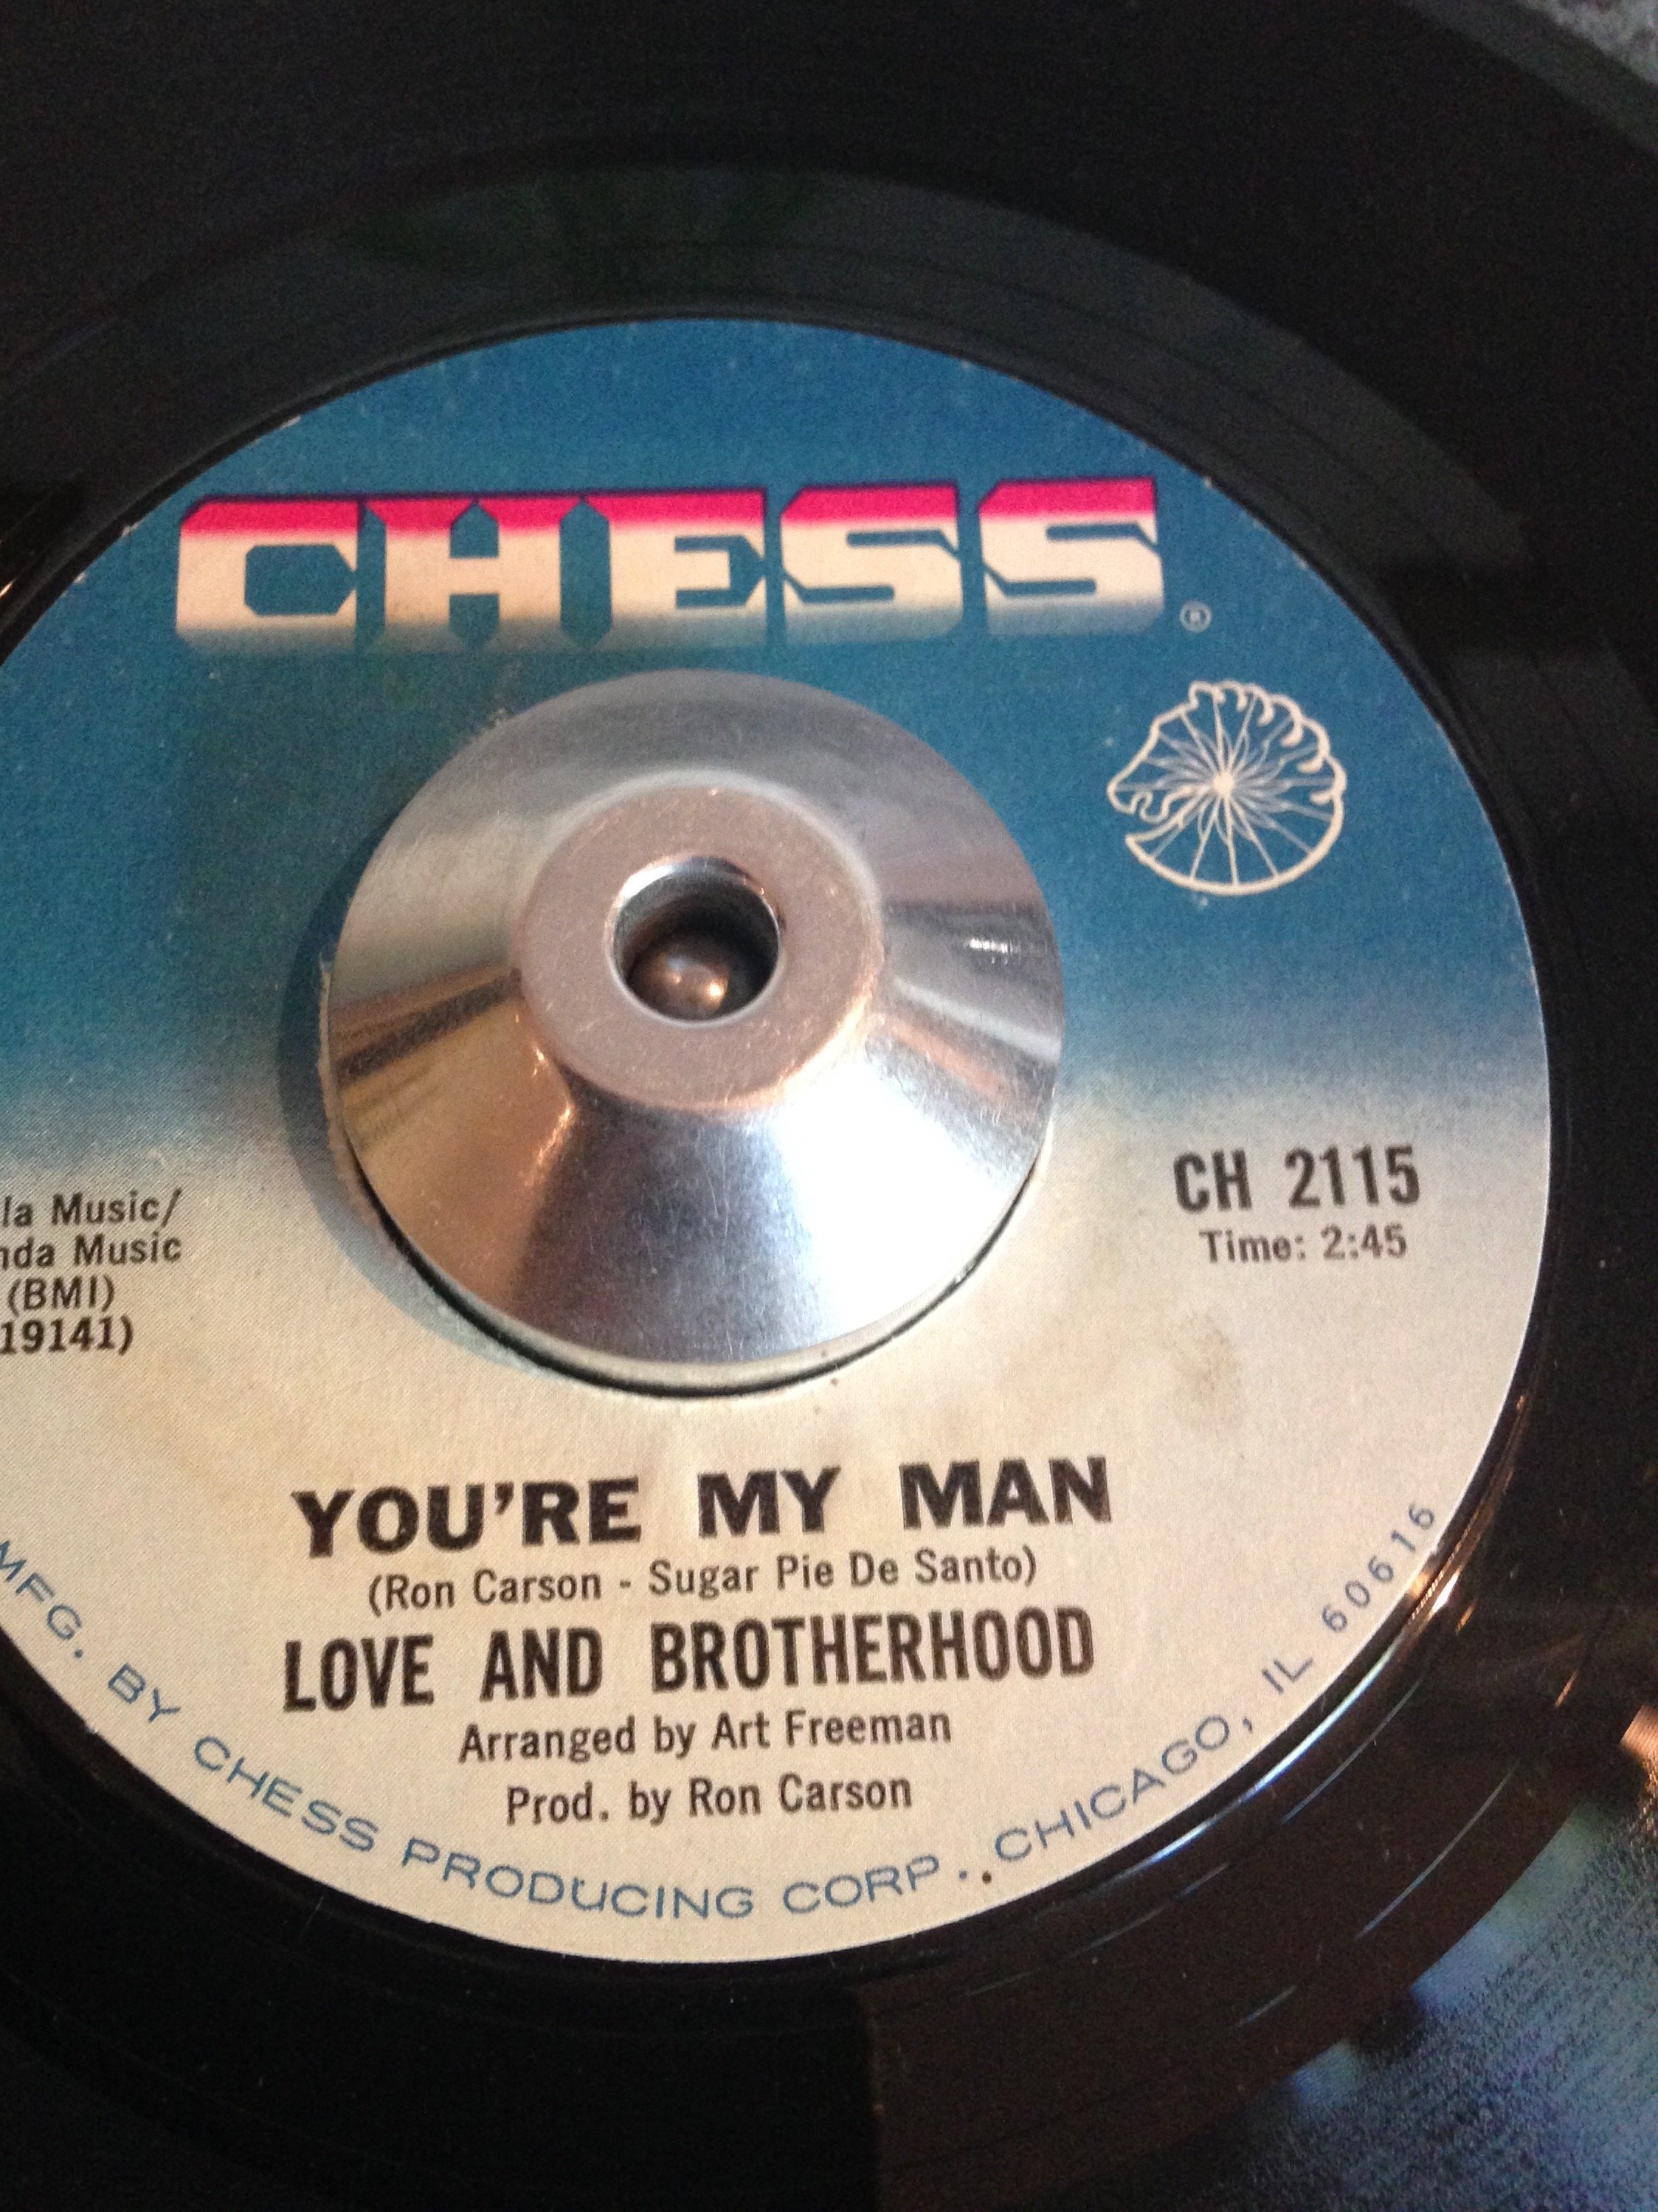 CHESS
®
CH 2115
Time: 2:45
Music/
Music
(BMI)
19141)
YOU'RE MY MAN
(Ron Carson - Sugar Pie De Santo)
LOVE AND BROTHERHOOD
Arranged by Art Freeman
Prod. by Ron Carson
MFG. BY CHESS PRODUCING CORP., CHICAGO, IL 60616